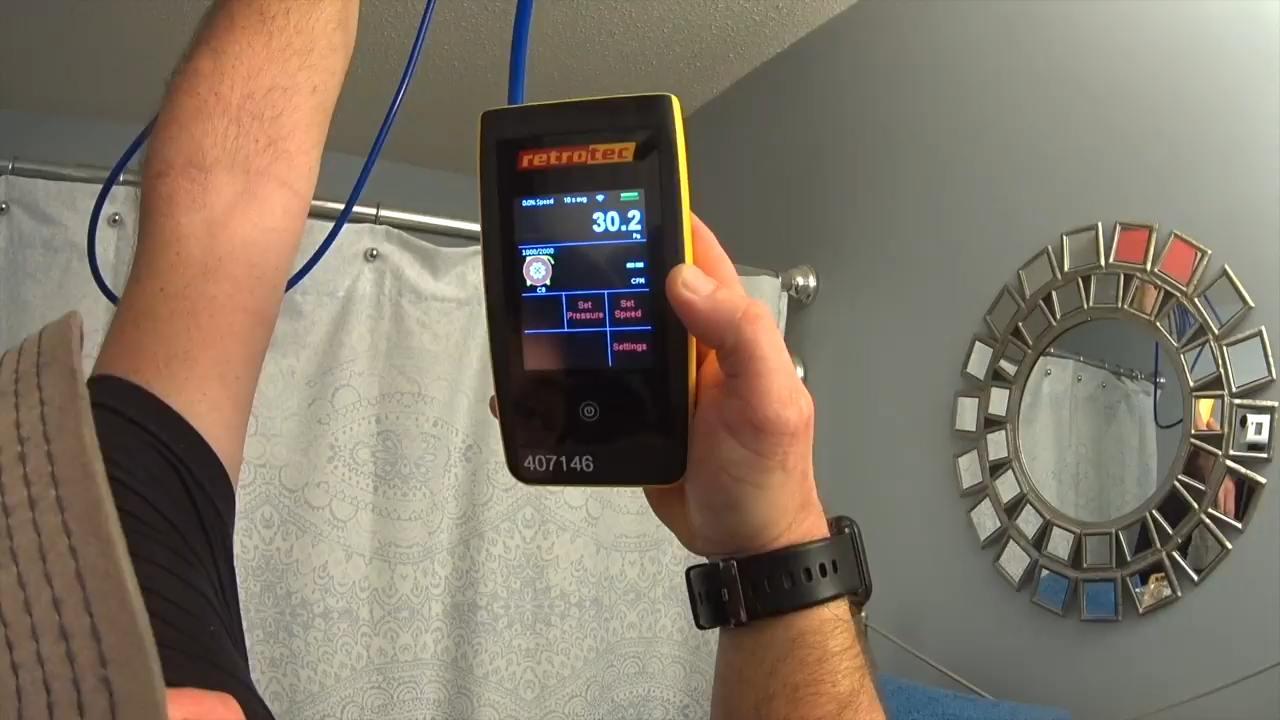 retrotec
0.0% Speed 10 s avg
30.2
Pa
1000/2000
CFM
C8
Set Pressure
Set Speed
Settings
407146